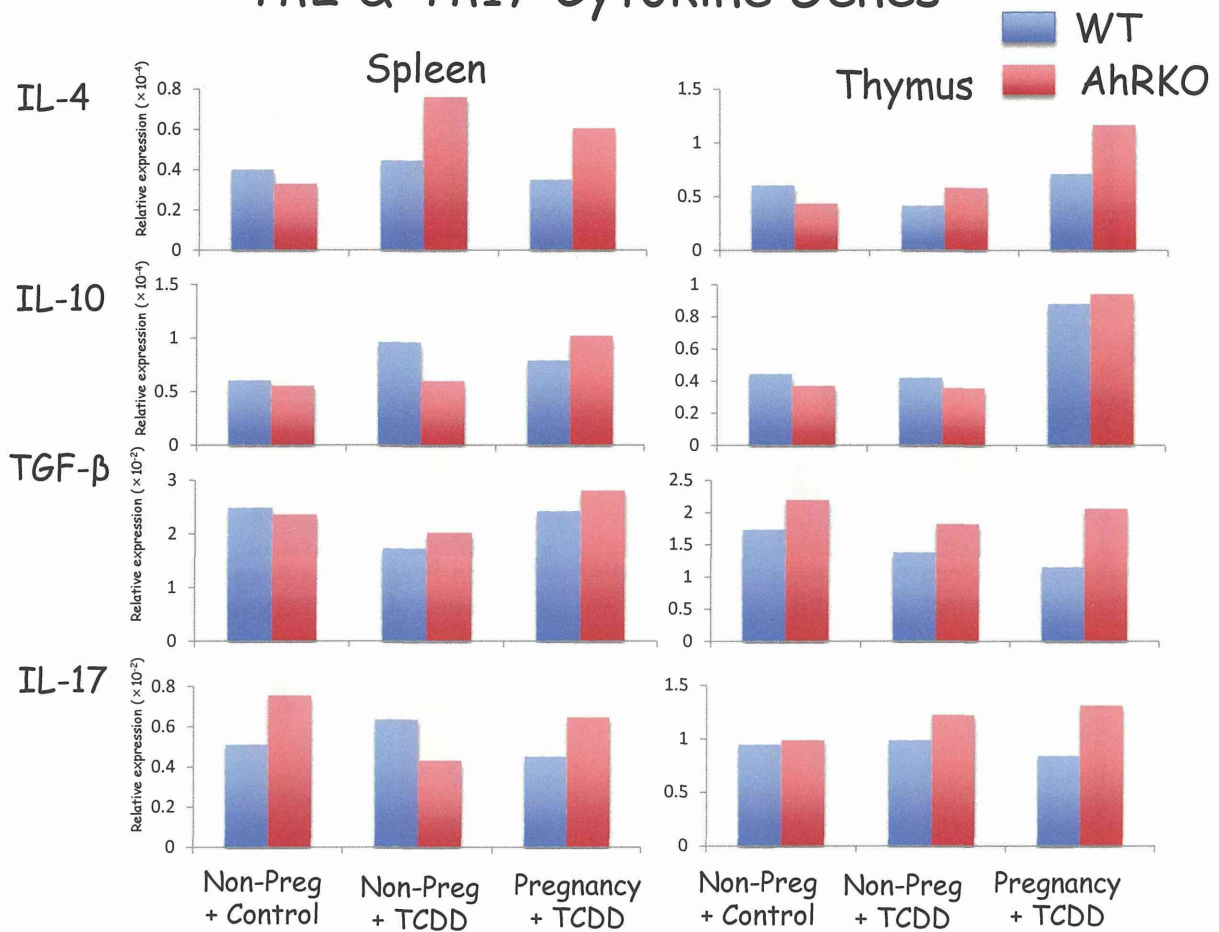 Th2 & Th17 Cytokine Genes
WT
AhRKO
Spleen
Thymus
IL-4
Relative expression (×10⁻⁴)
0.8
0.6
0.4
0.2
0
1.5
1
0.5
0
IL-10
Relative expression (×10⁻⁴)
1.5
1
0.5
0
1
0.8
0.6
0.4
0.2
0
TGF-β
Relative expression (×10⁻²)
3
2
1
0
2.5
2
1.5
1
0.5
0
IL-17
Relative expression (×10⁻²)
0.8
0.6
0.4
0.2
0
1.5
1
0.5
0
Non-Preg
+ Control
Non-Preg
+ TCDD
Pregnancy
+ TCDD
Non-Preg
+ Control
Non-Preg
+ TCDD
Pregnancy
+ TCDD